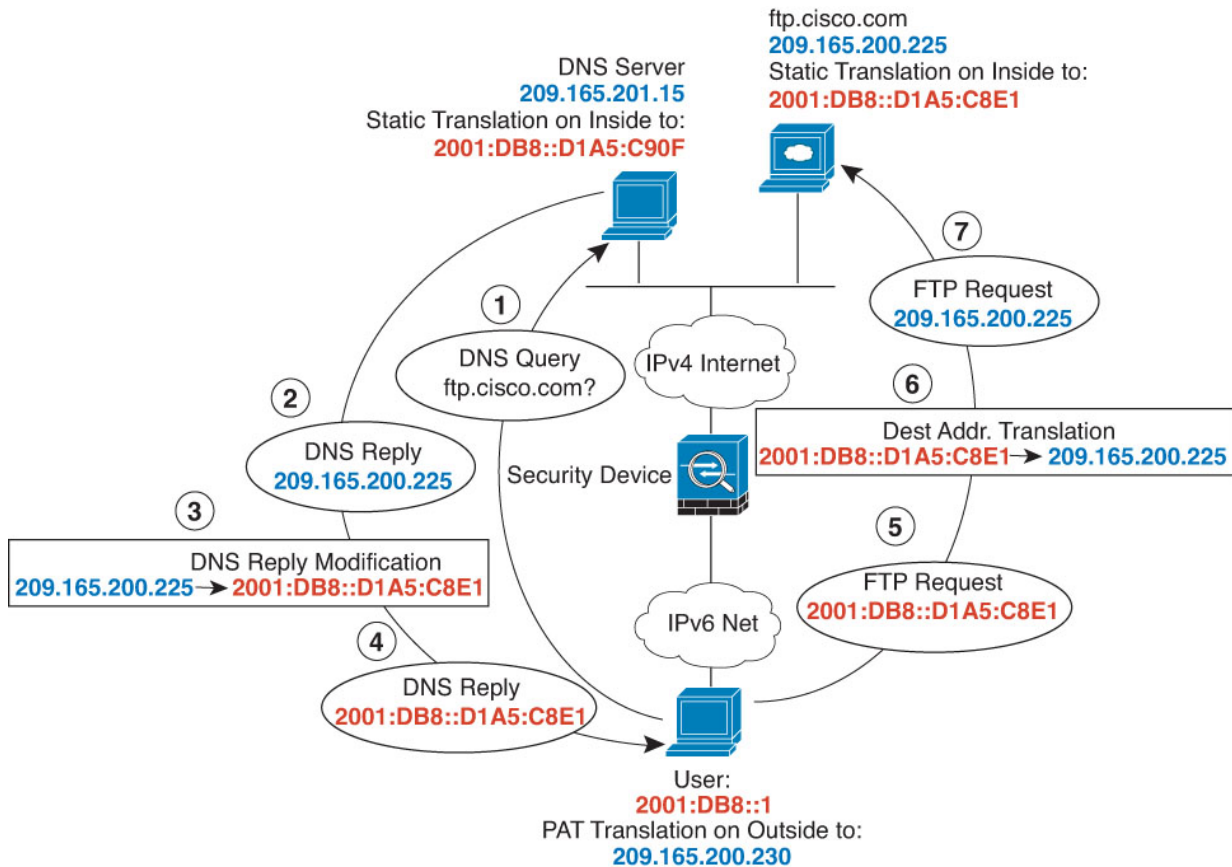 ftp.cisco.com
209.165.200.225
Static Translation on Inside to:
2001:DB8::D1A5:C8E1
DNS Server
209.165.201.15
Static Translation on Inside to:
2001:DB8::D1A5:C90F
1
DNS Query
ftp.cisco.com?
2
DNS Reply
209.165.200.225
3
DNS Reply Modification
209.165.200.225 → 2001:DB8::D1A5:C8E1
4
DNS Reply
2001:DB8::D1A5:C8E1
IPv4 Internet
Security Device
IPv6 Net
7
FTP Request
209.165.200.225
6
Dest Addr. Translation
2001:DB8::D1A5:C8E1 → 209.165.200.225
5
FTP Request
2001:DB8::D1A5:C8E1
User:
2001:DB8::1
PAT Translation on Outside to:
209.165.200.230